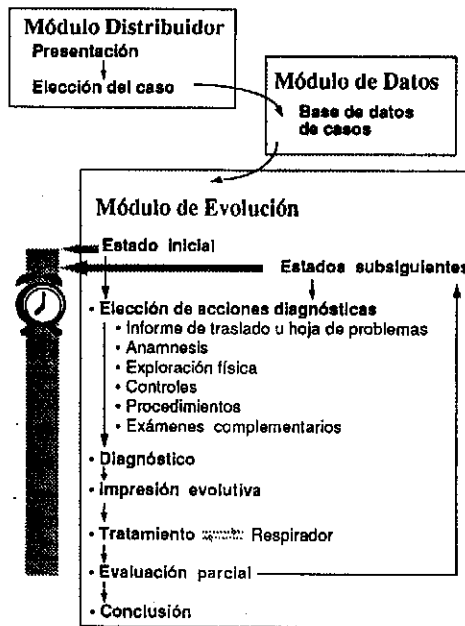 Módulo Distribuidor
Presentación
Elección del caso
Módulo de Datos
Base de datos
de casos
Módulo de Evolución
Estado inicial
Estados subsiguientes
• Elección de acciones diagnósticas
• Informe de traslado u hoja de problemas
• Anamnesis
• Exploración física
• Controles
• Procedimientos
• Exámenes complementarios
• Diagnóstico
• Impresión evolutiva
• Tratamiento Respirador
• Evaluación parcial
• Conclusión